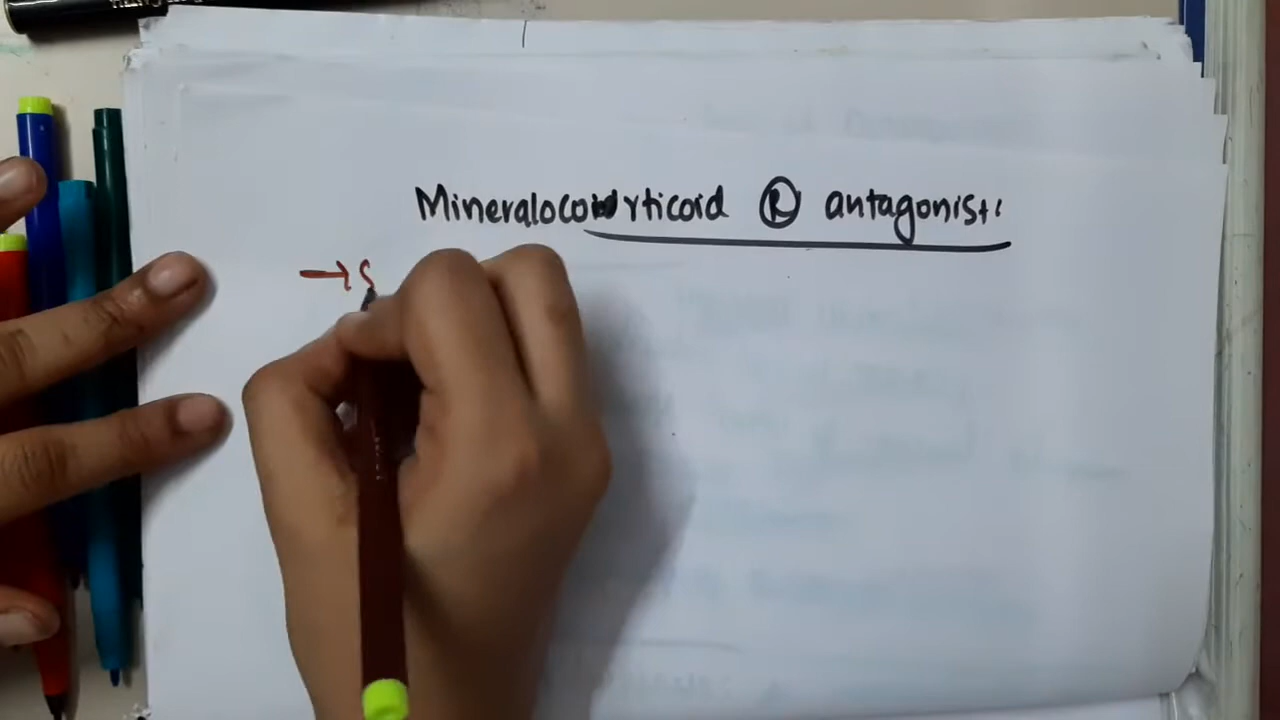 Mineralocorticoid Ⓡ antagonist
→ S